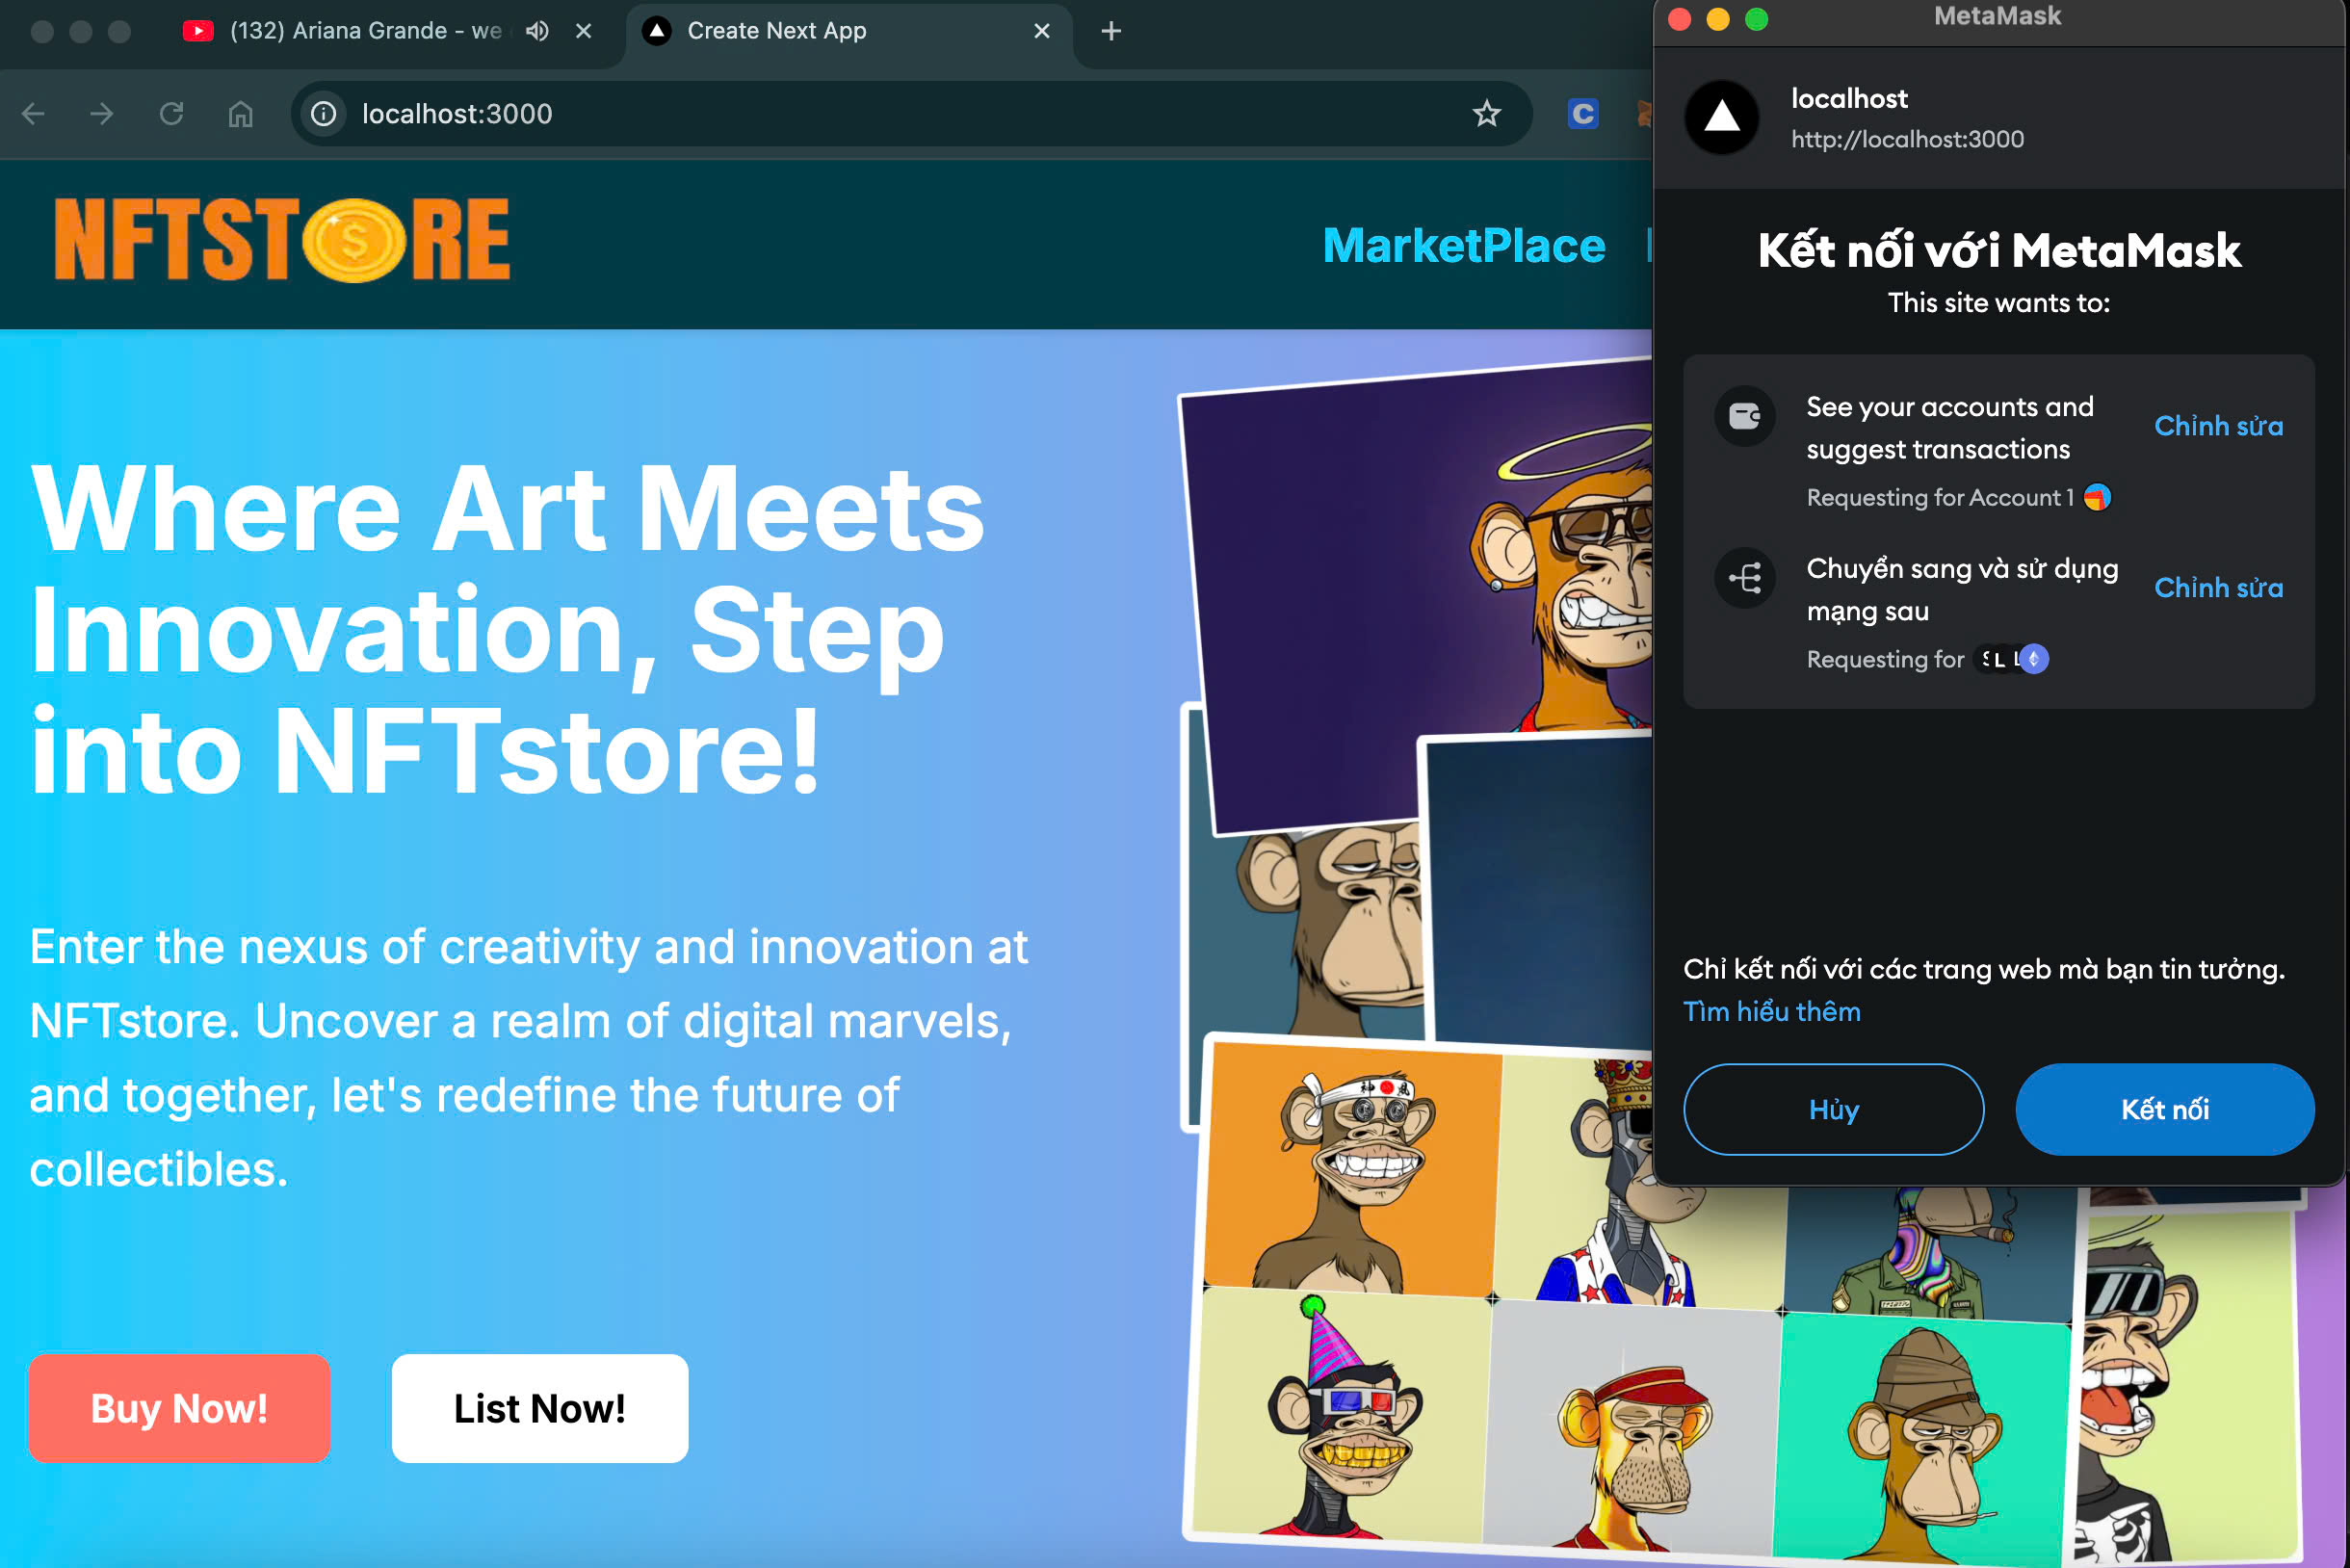 (132) Ariana Grande - we
Create Next App
localhost:3000
NFTSTORE
MarketPlace
Where Art Meets
Innovation, Step
into NFTstore!
Enter the nexus of creativity and innovation at
NFTstore. Uncover a realm of digital marvels,
and together, let's redefine the future of
collectibles.
Buy Now!
List Now!
MetaMask
localhost
http://localhost:3000
Kết nối với MetaMask
This site wants to:
See your accounts and
suggest transactions
Chỉnh sửa
Requesting for Account 1
Chuyển sang và sử dụng
mạng sau
Chỉnh sửa
Requesting for
L
Chỉ kết nối với các trang web mà bạn tin tưởng.
Tìm hiểu thêm
Hủy
Kết nối